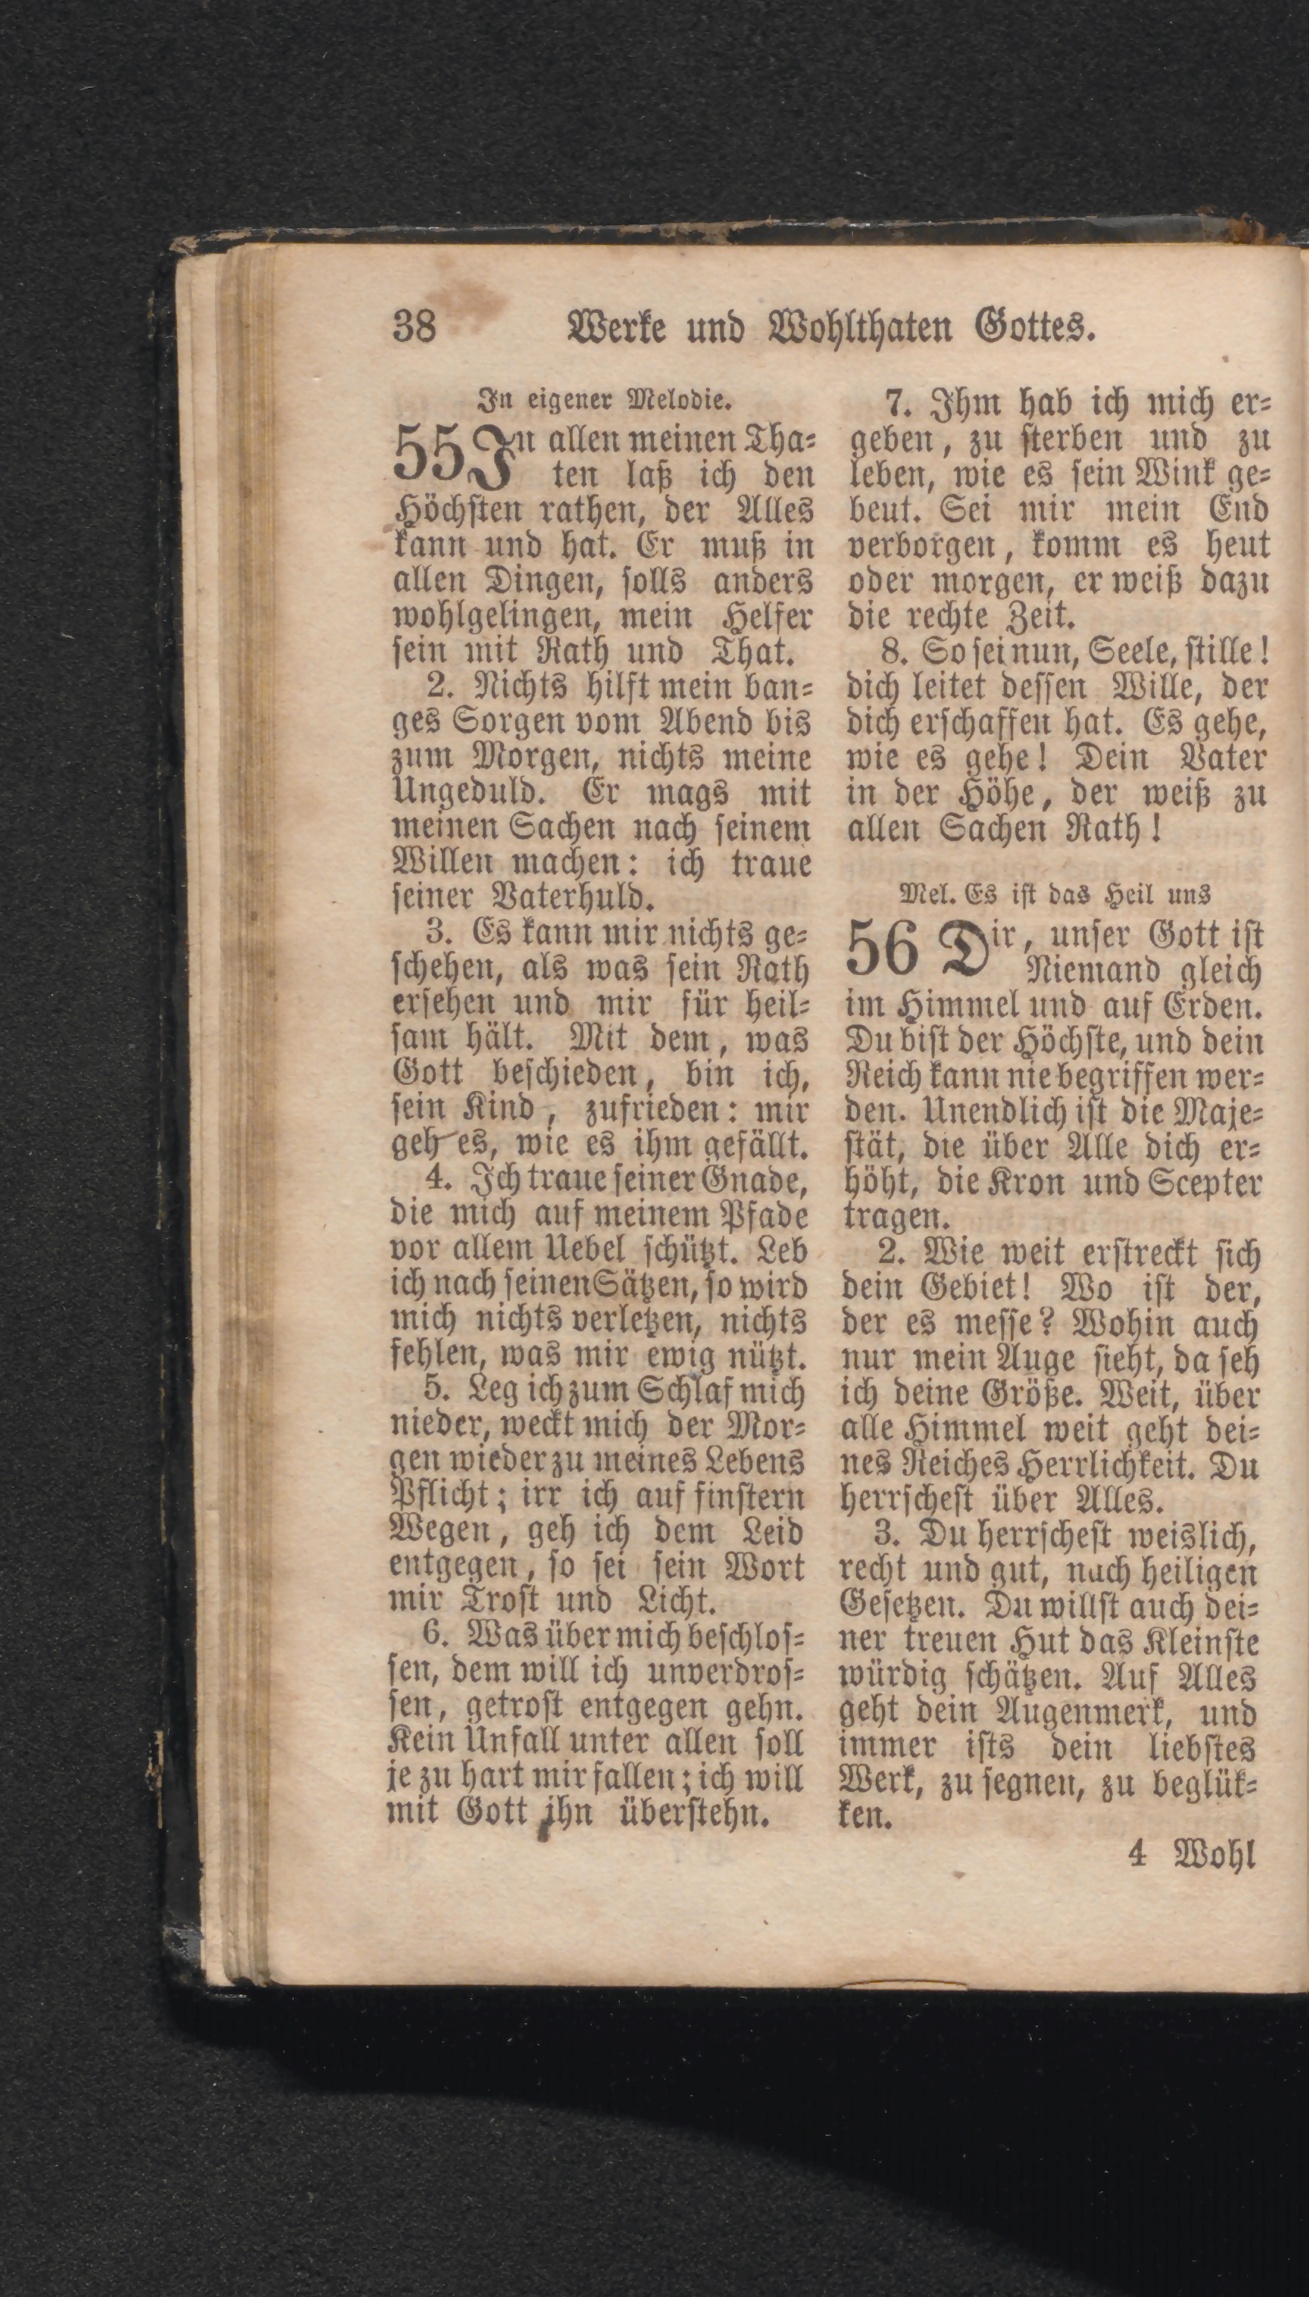 38 Werke und Wohlthaten Gottes.
In eigener Melodie.
55 In allen meinen Tha-
ten laß ich den
Höchsten rathen, der Alles
kann und hat. Er muß in
allen Dingen, solls anders
wohlgelingen, mein Helfer
sein mit Rath und That.
2. Nichts hilft mein ban-
ges Sorgen vom Abend bis
zum Morgen, nichts meine
Ungeduld. Er mags mit
meinen Sachen nach seinem
Willen machen: ich traue
seiner Vaterhuld.
3. Es kann mir nichts ge-
schehen, als was sein Rath
ersehen und mir für heil-
sam hält. Mit dem, was
Gott beschieden, bin ich,
sein Kind, zufrieden: mir
geh es, wie es ihm gefällt.
4. Ich traue seiner Gnade,
die mich auf meinem Pfade
vor allem Uebel schützt. Leb
ich nach seinen Sätzen, so wird
mich nichts verletzen, nichts
fehlen, was mir ewig nützt.
5. Leg ich zum Schlaf mich
nieder, weckt mich der Mor-
gen wieder zu meines Lebens
Pflicht; irr ich auf finstern
Wegen, geh ich dem Leid
entgegen, so sei sein Wort
mir Trost und Licht.
6. Was über mich beschlos-
sen, dem will ich unverdros-
sen, getrost entgegen gehn.
Kein Unfall unter allen soll
je zu hart mir fallen; ich will
mit Gott ihn überstehn.
7. Ihm hab ich mich er-
geben, zu sterben und zu
leben, wie es sein Wink ge-
beut. Sei mir mein End
verborgen, komm es heut
oder morgen, er weiß dazu
die rechte Zeit.
8. So sei nun, Seele, stille!
dich leitet dessen Wille, der
dich erschaffen hat. Es gehe,
wie es gehe! Dein Vater
in der Höhe, der weiß zu
allen Sachen Rath!
Mel. Es ist das Heil uns
56 Dir, unser Gott ist
Niemand gleich
im Himmel und auf Erden.
Du bist der Höchste, und dein
Reich kann nie begriffen wer-
den. Unendlich ist die Maje-
stät, die über Alle dich er-
höht, die Kron und Scepter
tragen.
2. Wie weit erstreckt sich
dein Gebiet! Wo ist der,
der es messe? Wohin auch
nur mein Auge sieht, da seh
ich deine Größe. Weit, über
alle Himmel weit geht dei-
nes Reiches Herrlichkeit. Du
herrschest über Alles.
3. Du herrschest weislich,
recht und gut, nach heiligen
Gesetzen. Du willst auch dei-
ner treuen Hut das Kleinste
würdig schätzen. Auf Alles
geht dein Augenmerk, und
immer ists dein liebstes
Werk, zu segnen, zu beglük-
ken.
4 Wohl